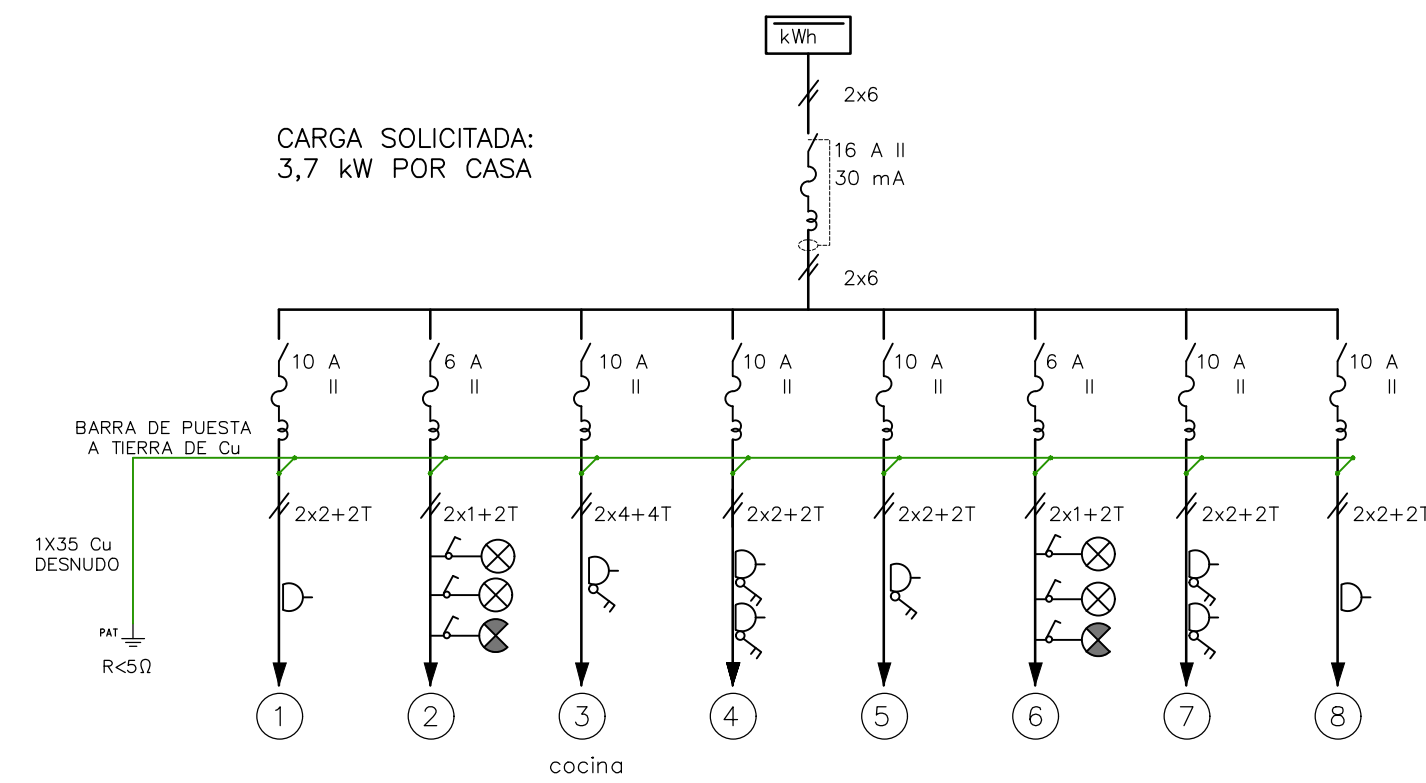 kWh
2x6
CARGA SOLICITADA:
3,7 kW POR CASA
16 A II
30 mA
2x6
10 A
II
6 A
II
10 A
II
10 A
II
10 A
II
6 A
II
10 A
II
10 A
II
BARRA DE PUESTA
A TIERRA DE Cu
2x2+2T
2x1+2T
2x4+4T
2x2+2T
2x2+2T
2x1+2T
2x2+2T
2x2+2T
1X35 Cu
DESNUDO
PAT
R<5Ω
1
2
3
4
5
6
7
8
cocina